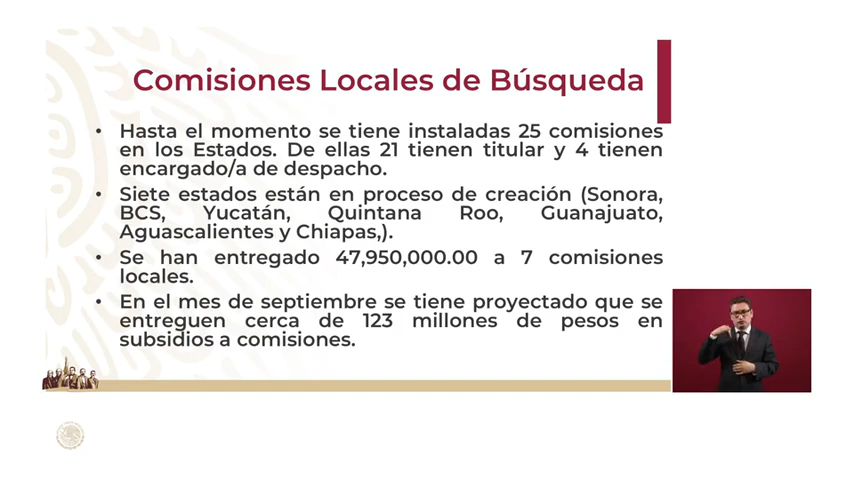 Comisiones Locales de Búsqueda
• Hasta el momento se tiene instaladas 25 comisiones
en los Estados. De ellas 21 tienen titular y 4 tienen
encargado/a de despacho.
• Siete estados están en proceso de creación (Sonora,
BCS, Yucatán, Quintana Roo, Guanajuato,
Aguascalientes y Chiapas,).
• Se han entregado 47,950,000.00 a 7 comisiones
locales.
• En el mes de septiembre se tiene proyectado que se
entreguen cerca de 123 millones de pesos en
subsidios a comisiones.